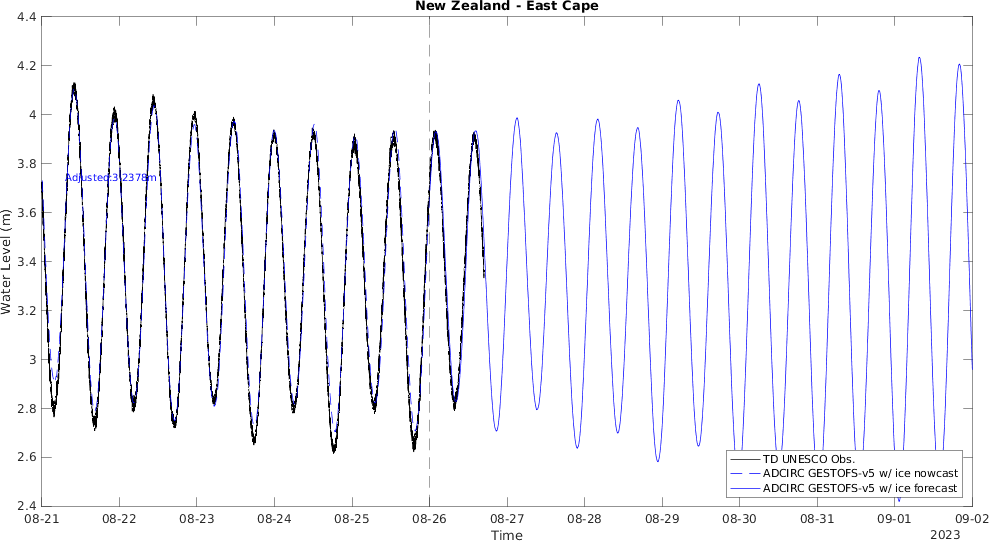 New Zealand - East Cape
4.4
4.2
4
3.8
3.6
3.4
3.2
3
2.8
2.6
2.4
Water Level (m)
Adjusted:3.2378m
TD UNESCO Obs.
ADCIRC GESTOFS-v5 w/ ice nowcast
ADCIRC GESTOFS-v5 w/ ice forecast
08-21 08-22 08-23 08-24 08-25 08-26 08-27 08-28 08-29 08-30 08-31 09-01 09-02
Time
2023